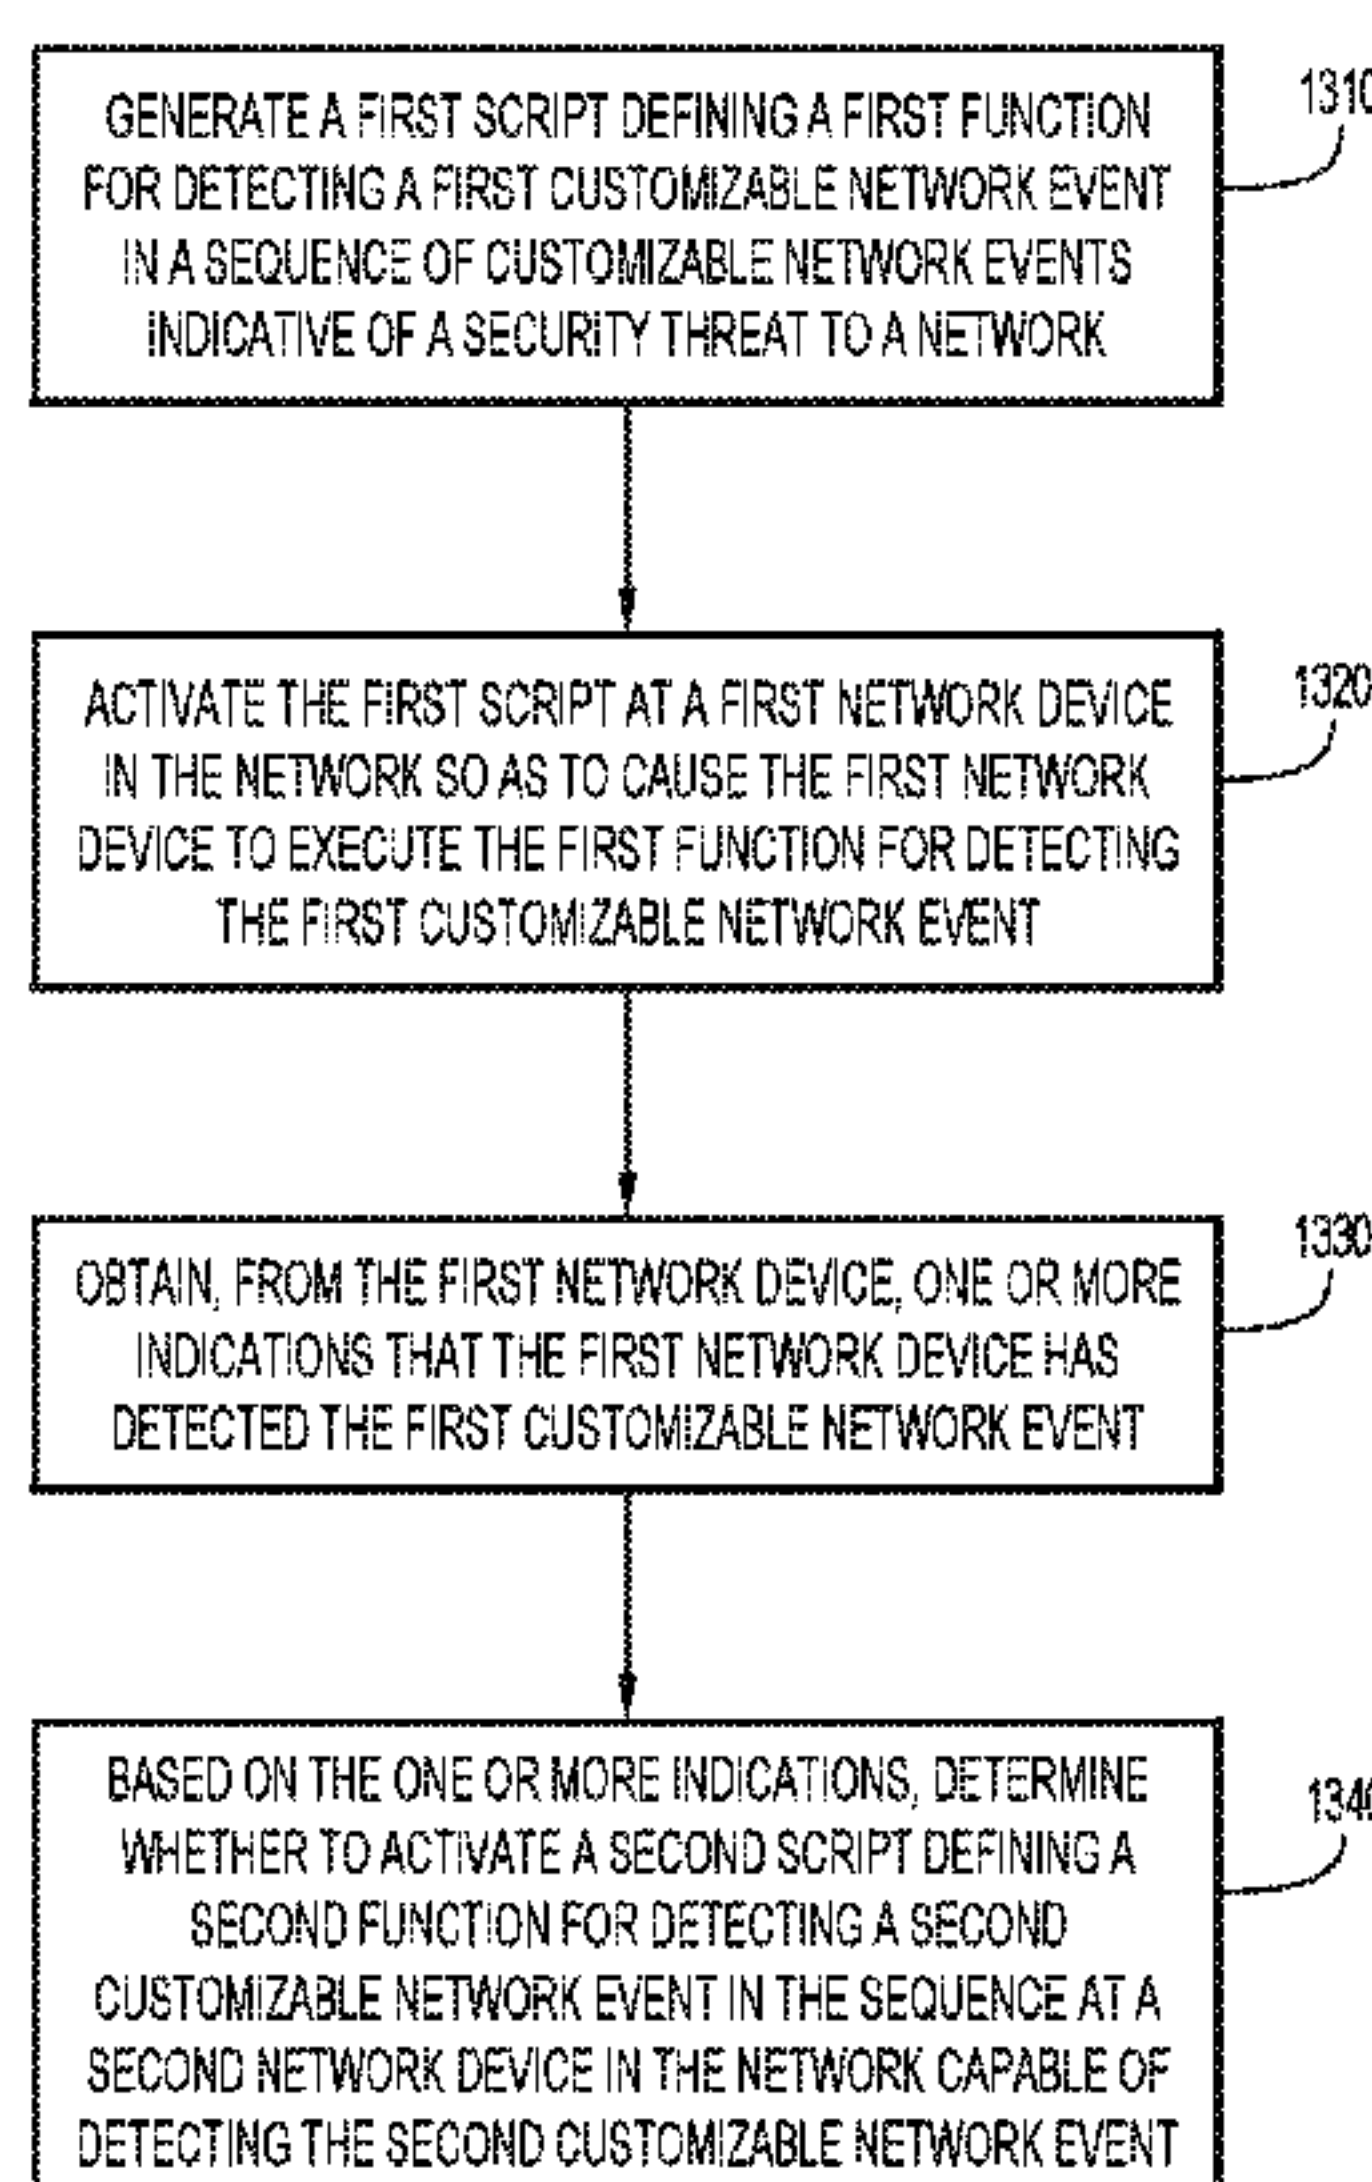 GENERATE A FIRST SCRIPT DEFINING A FIRST FUNCTION
FOR DETECTING A FIRST CUSTOMIZABLE NETWORK EVENT
IN A SEQUENCE OF CUSTOMIZABLE NETWORK EVENTS
INDICATIVE OF A SECURITY THREAT TO A NETWORK
1310
ACTIVATE THE FIRST SCRIPT AT A FIRST NETWORK DEVICE
IN THE NETWORK SO AS TO CAUSE THE FIRST NETWORK
DEVICE TO EXECUTE THE FIRST FUNCTION FOR DETECTING
THE FIRST CUSTOMIZABLE NETWORK EVENT
1320
OBTAIN, FROM THE FIRST NETWORK DEVICE, ONE OR MORE
INDICATIONS THAT THE FIRST NETWORK DEVICE HAS
DETECTED THE FIRST CUSTOMIZABLE NETWORK EVENT
1330
BASED ON THE ONE OR MORE INDICATIONS, DETERMINE
WHETHER TO ACTIVATE A SECOND SCRIPT DEFINING A
SECOND FUNCTION FOR DETECTING A SECOND
CUSTOMIZABLE NETWORK EVENT IN THE SEQUENCE AT A
SECOND NETWORK DEVICE IN THE NETWORK CAPABLE OF
DETECTING THE SECOND CUSTOMIZABLE NETWORK EVENT
1340